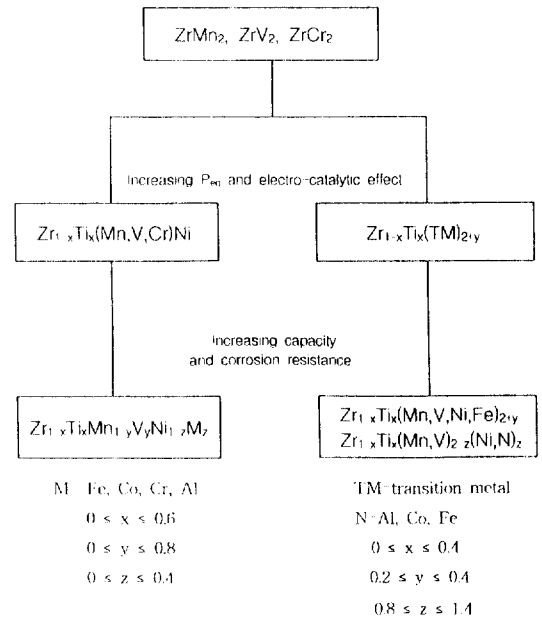 ZrMn₂, ZrV₂, ZrCr₂
Increasing Peq and electro-catalytic effect
Zr₁₋ₓTiₓ(Mn,V,Cr)Ni
Zr₁₋ₓTiₓ(TM)₂₊y
Increasing capacity
and corrosion resistance
Zr₁₋ₓTiₓMn₁₋yVyNi₁₋zMz
Zr₁₋ₓTiₓ(Mn,V,Ni,Fe)₂₊y
Zr₁₋ₓTiₓ(Mn,V)₂₋z(Ni,N)z
M Fe, Co, Cr, Al
0 ≤ x ≤ 0.6
0 ≤ y ≤ 0.8
0 ≤ z ≤ 0.4
TM-transition metal
N-Al, Co, Fe
0 ≤ x ≤ 0.4
0.2 ≤ y ≤ 0.4
0.8 ≤ z ≤ 1.4